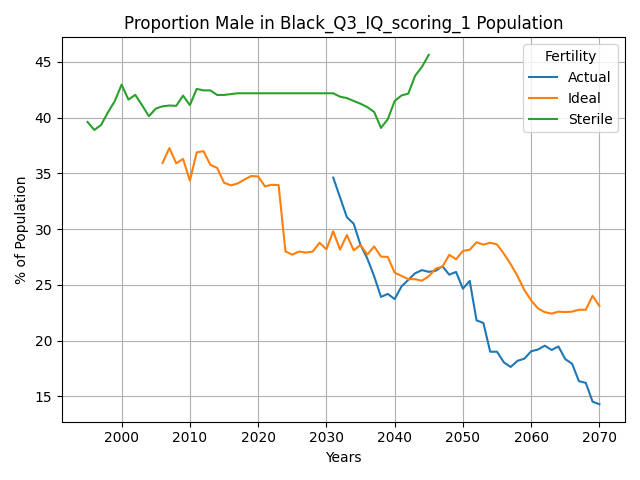 Proportion Male in Black_Q3_IQ_scoring_1 Population
% of Population
45
40
35
30
25
20
15
Fertility
Actual
Ideal
Sterile
2000 2010 2020 2030 2040 2050 2060 2070
Years